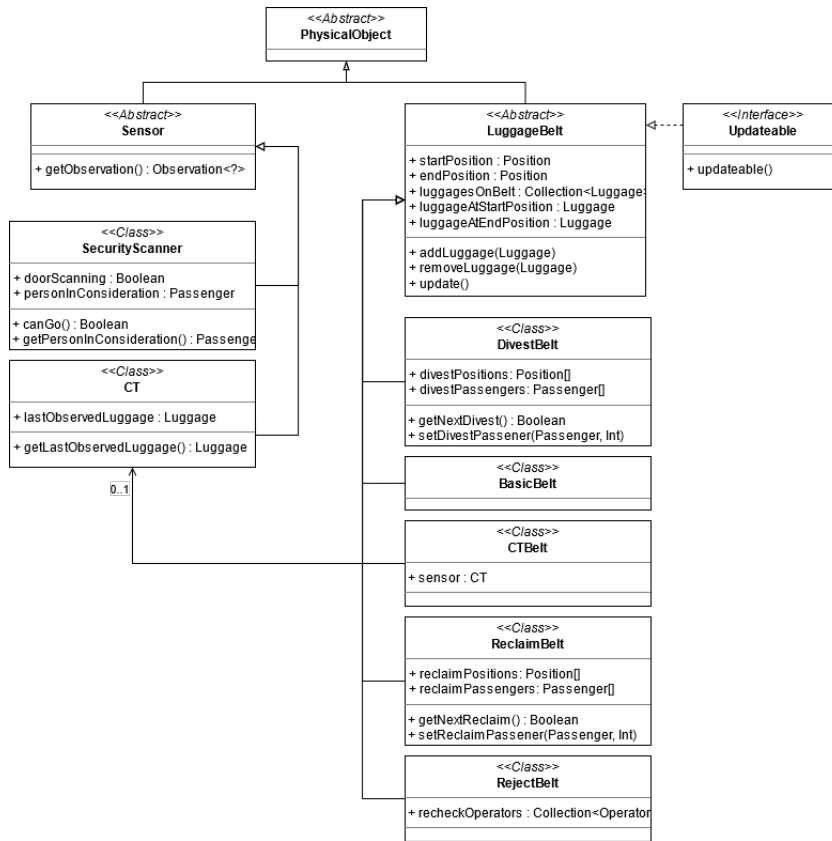 <<Abstract>>
PhysicalObject
<<Abstract>>
Sensor
+ getObservation() : Observation<?>
<<Abstract>>
LuggageBelt
+ startPosition : Position
+ endPosition : Position
+ luggagesOnBelt : Collection<Luggage>
+ luggageAtStartPosition : Luggage
+ luggageAtEndPosition : Luggage
+ addLuggage(Luggage)
+ removeLuggage(Luggage)
+ update()
<<Interface>>
Updateable
+ updateable()
<<Class>>
SecurityScanner
+ doorScanning : Boolean
+ personInConsideration : Passenger
+ canGo() : Boolean
+ getPersonInConsideration() : Passenge
<<Class>>
CT
+ lastObservedLuggage : Luggage
+ getLastObservedLuggage() : Luggage
0..1
<<Class>>
DivestBelt
+ divestPositions: Position[]
+ divestPassengers: Passenger[]
+ getNextDivest() : Boolean
+ setDivestPassener(Passenger, Int)
<<Class>>
BasicBelt
<<Class>>
CTBelt
+ sensor : CT
<<Class>>
ReclaimBelt
+ reclaimPositions: Position[]
+ reclaimPassengers: Passenger[]
+ getNextReclaim() : Boolean
+ setReclaimPassener(Passenger, Int)
<<Class>>
RejectBelt
+ recheckOperators : Collection<Operator